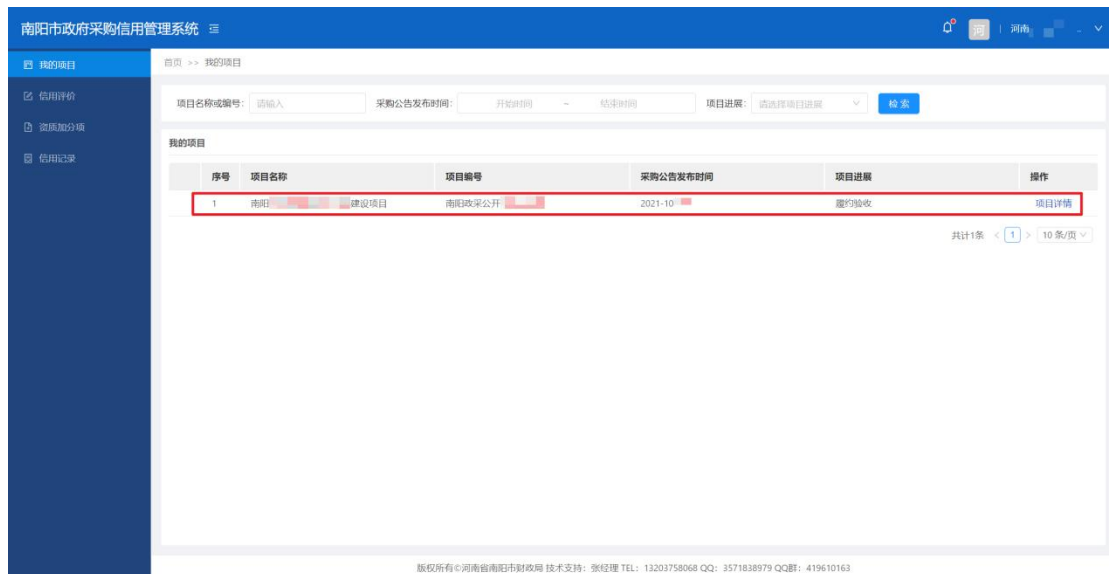 南阳市政府采购信用管理系统 河 河南
我的项目
信用评价
资质加分项
信用记录
首页 >> 我的项目
项目名称或编号: 请输入 采购公告发布时间: 开始时间 ~ 结束时间 项目进展: 请选择项目进展 检索
我的项目
序号 项目名称 项目编号 采购公告发布时间 项目进展 操作
1 南阳 建设项目 南阳政采公开 2021-10 履约验收 项目详情
共计1条 < 1 > 10 条/页
版权所有©河南省南阳市财政局 技术支持: 张经理 TEL: 13203758068 QQ: 3571838979 QQ群: 419610163